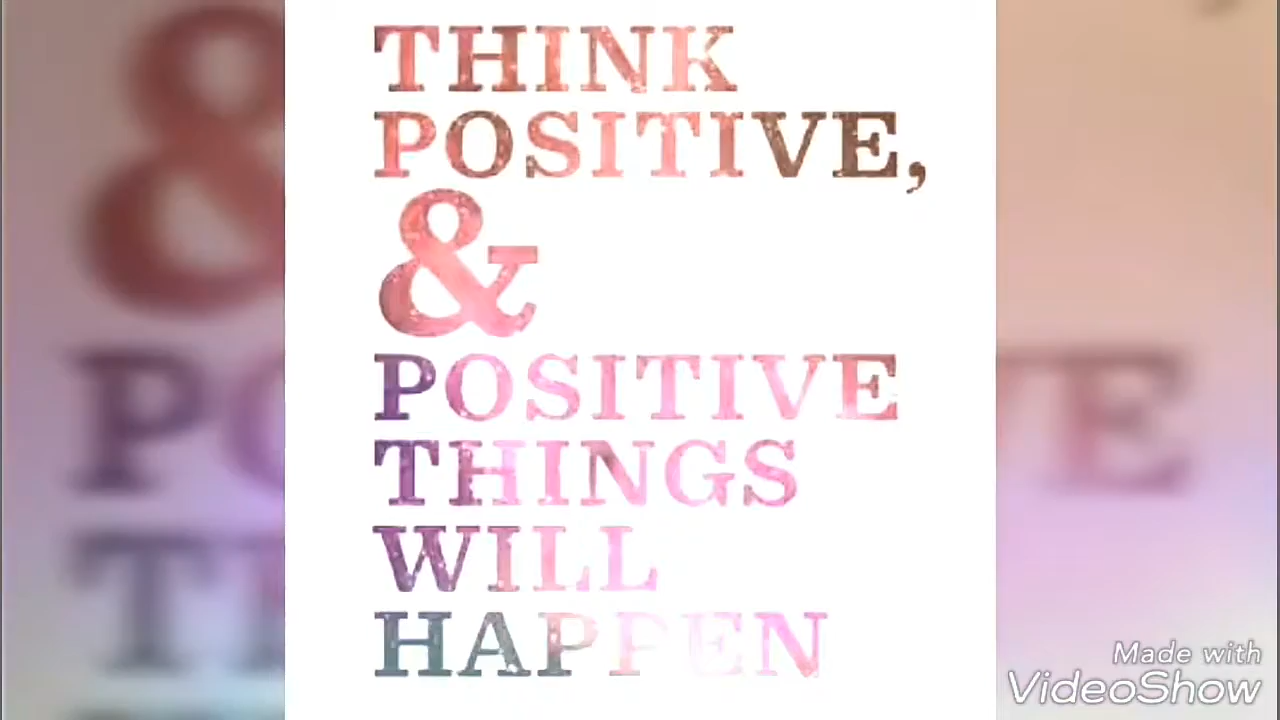 THINK
POSITIVE,
&
POSITIVE
THINGS
WILL
HAPPEN
Made with
VideoShow